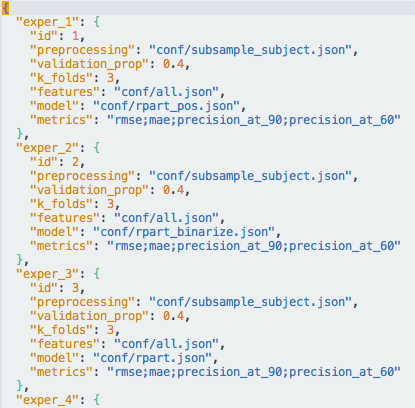 {
  "exper_1": {
    "id": 1,
    "preprocessing": "conf/subsample_subject.json",
    "validation_prop": 0.4,
    "k_folds": 3,
    "features": "conf/all.json",
    "model": "conf/rpart_pos.json",
    "metrics": "rmse;mae;precision_at_90;precision_at_60"
  },
  "exper_2": {
    "id": 2,
    "preprocessing": "conf/subsample_subject.json",
    "validation_prop": 0.4,
    "k_folds": 3,
    "features": "conf/all.json",
    "model": "conf/rpart_binarize.json",
    "metrics": "rmse;mae;precision_at_90;precision_at_60"
  },
  "exper_3": {
    "id": 3,
    "preprocessing": "conf/subsample_subject.json",
    "validation_prop": 0.4,
    "k_folds": 3,
    "features": "conf/all.json",
    "model": "conf/rpart.json",
    "metrics": "rmse;mae;precision_at_90;precision_at_60"
  },
  "exper_4": {